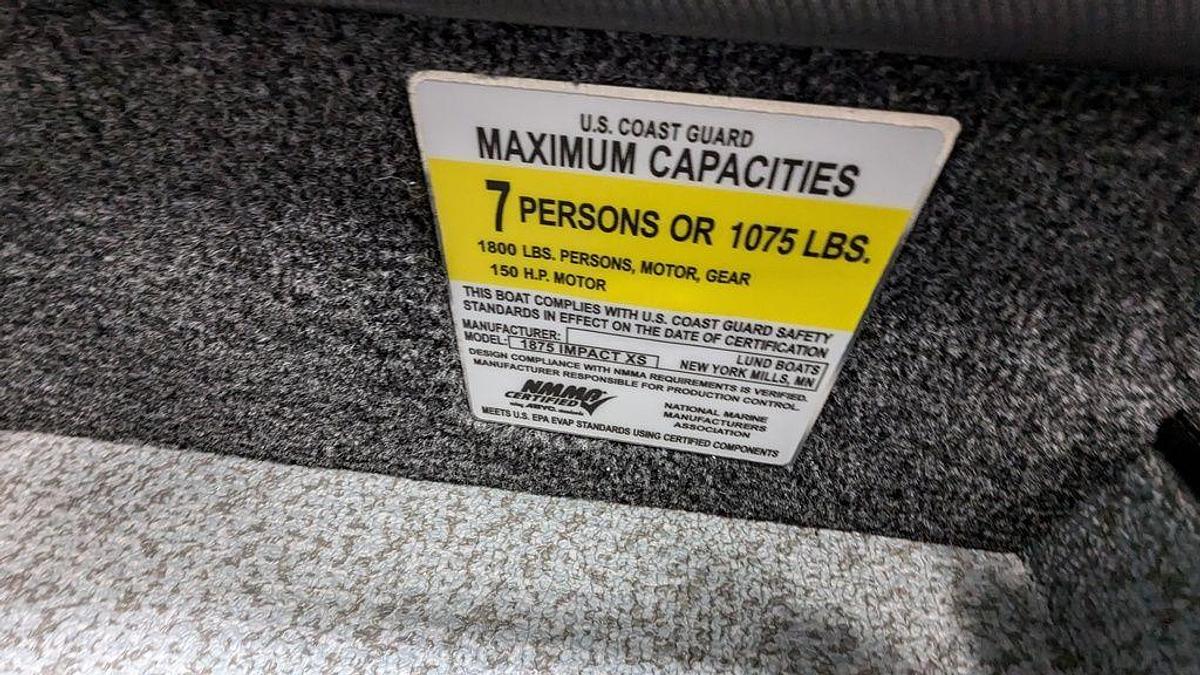 U.S. COAST GUARD
MAXIMUM CAPACITIES
7 PERSONS OR 1075 LBS.
1800 LBS. PERSONS, MOTOR, GEAR
150 H.P. MOTOR
THIS BOAT COMPLIES WITH U.S. COAST GUARD SAFETY
STANDARDS IN EFFECT ON THE DATE OF CERTIFICATION
MANUFACTURER: LUND BOATS
MODEL: 1875 IMPACT XS NEW YORK MILLS, MN
DESIGN COMPLIANCE WITH NMMA REQUIREMENTS IS VERIFIED.
MANUFACTURER RESPONSIBLE FOR PRODUCTION CONTROL.
NMMA
CERTIFIED
using ABYC standards
NATIONAL MARINE
MANUFACTURERS
ASSOCIATION
MEETS U.S. EPA EVAP STANDARDS USING CERTIFIED COMPONENTS